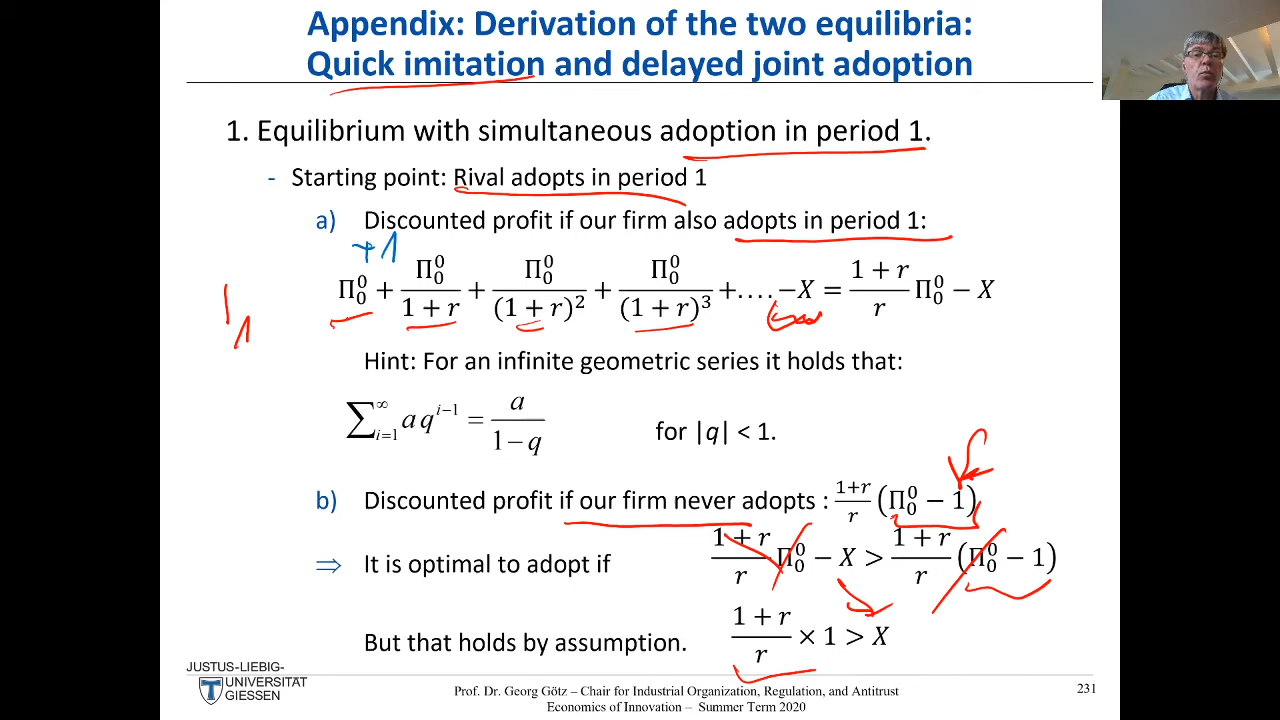 Appendix: Derivation of the two equilibria:
Quick imitation and delayed joint adoption
1. Equilibrium with simultaneous adoption in period 1.
- Starting point: Rival adopts in period 1
a) Discounted profit if our firm also adopts in period 1:
+1
Π₀⁰ + Π₀⁰/(1 + r) + Π₀⁰/(1 + r)² + Π₀⁰/(1 + r)³ + .... −X = (1 + r)/r Π₀⁰ − X
1
Hint: For an infinite geometric series it holds that:
∑ᵢ₌₁^∞ a qⁱ⁻¹ = a/(1 − q) for |q| < 1.
b) Discounted profit if our firm never adopts : (1+r)/r (Π₀⁰ − 1)
⇒ It is optimal to adopt if (1 + r)/r Π₀⁰ − X > (1 + r)/r (Π₀⁰ − 1)
But that holds by assumption. (1 + r)/r × 1 > X
JUSTUS-LIEBIG-
UNIVERSITÄT
GIESSEN
Prof. Dr. Georg Götz – Chair for Industrial Organization, Regulation, and Antitrust
Economics of Innovation – Summer Term 2020
231